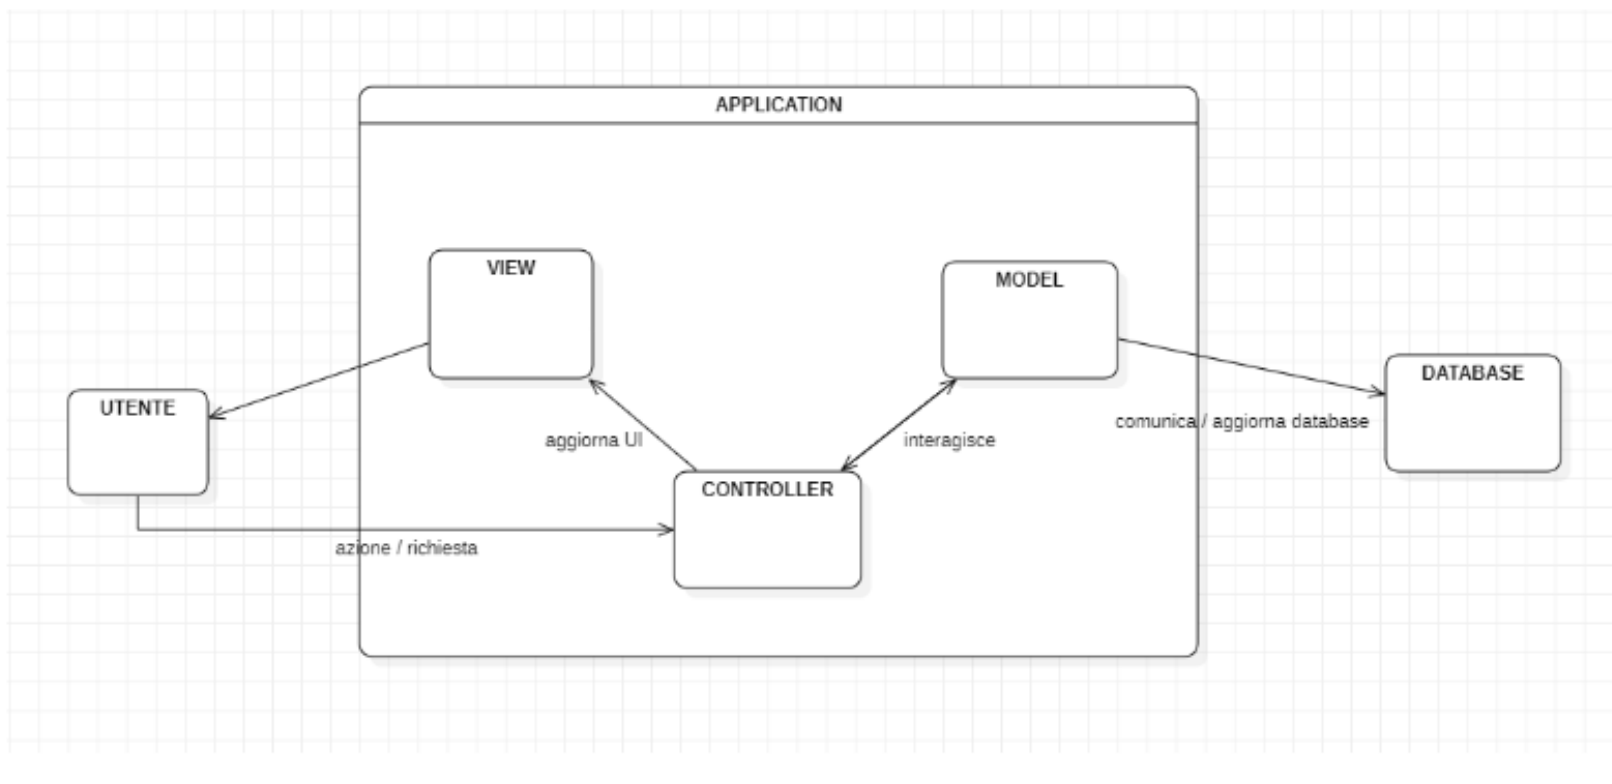 APPLICATION
VIEW
MODEL
DATABASE
UTENTE
comunica / aggiorna database
aggiorna UI
interagisce
CONTROLLER
azione / richiesta